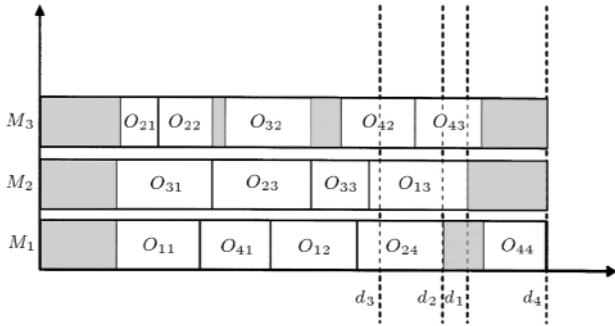 M₃ O₂₁ O₂₂ O₃₂ O₄₂ O₄₃
M₂ O₃₁ O₂₃ O₃₃ O₁₃
M₁ O₁₁ O₄₁ O₁₂ O₂₄ O₄₄
d₃ d₂ d₁ d₄